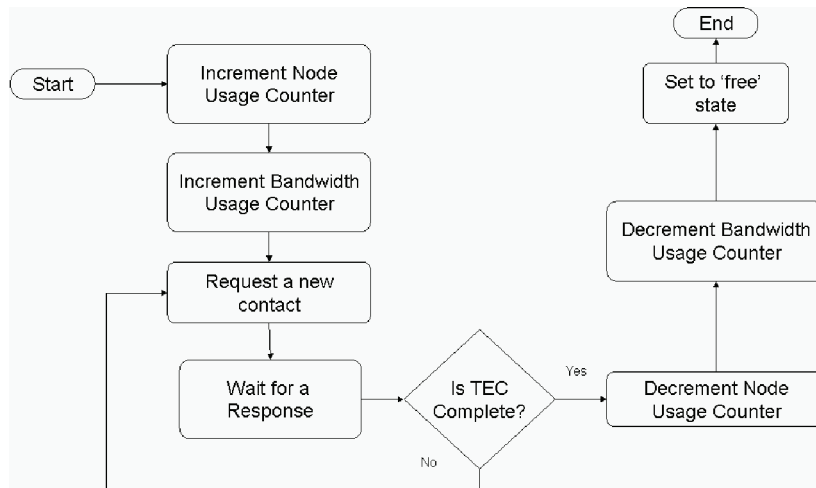 Start
Increment Node
Usage Counter
Increment Bandwidth
Usage Counter
Request a new
contact
Wait for a
Response
Is TEC
Complete?
No
Yes
Decrement Node
Usage Counter
Decrement Bandwidth
Usage Counter
Set to 'free'
state
End